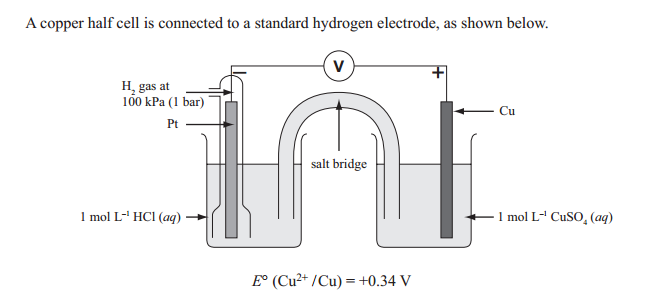 A copper half cell is connected to a standard hydrogen electrode, as shown below.
−
V
+
H₂ gas at
100 kPa (1 bar)
Cu
Pt
salt bridge
1 mol L⁻¹ HCl (aq)
1 mol L⁻¹ CuSO₄ (aq)
E° (Cu²⁺ /Cu) = +0.34 V